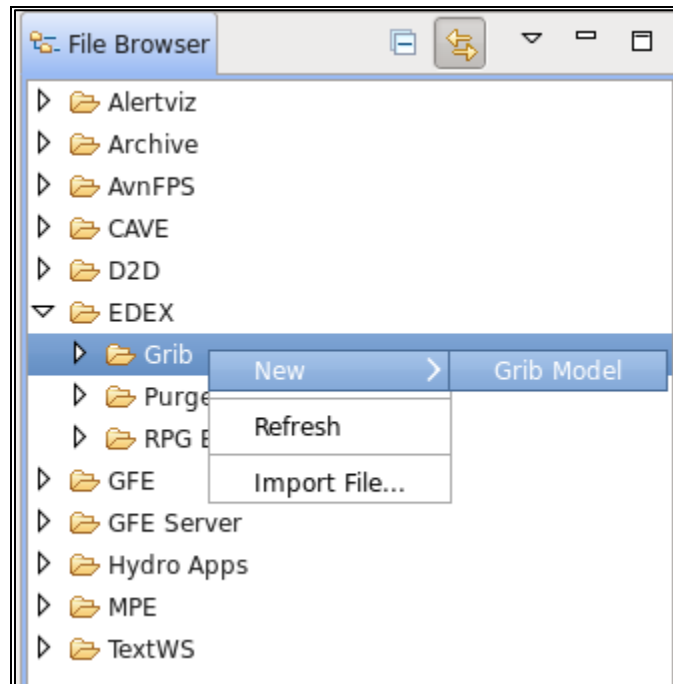 File Browser
Alertviz
Archive
AvnFPS
CAVE
D2D
EDEX
Grib
New
Grib Model
Purge
Refresh
RPG
Import File...
GFE
GFE Server
Hydro Apps
MPE
TextWS